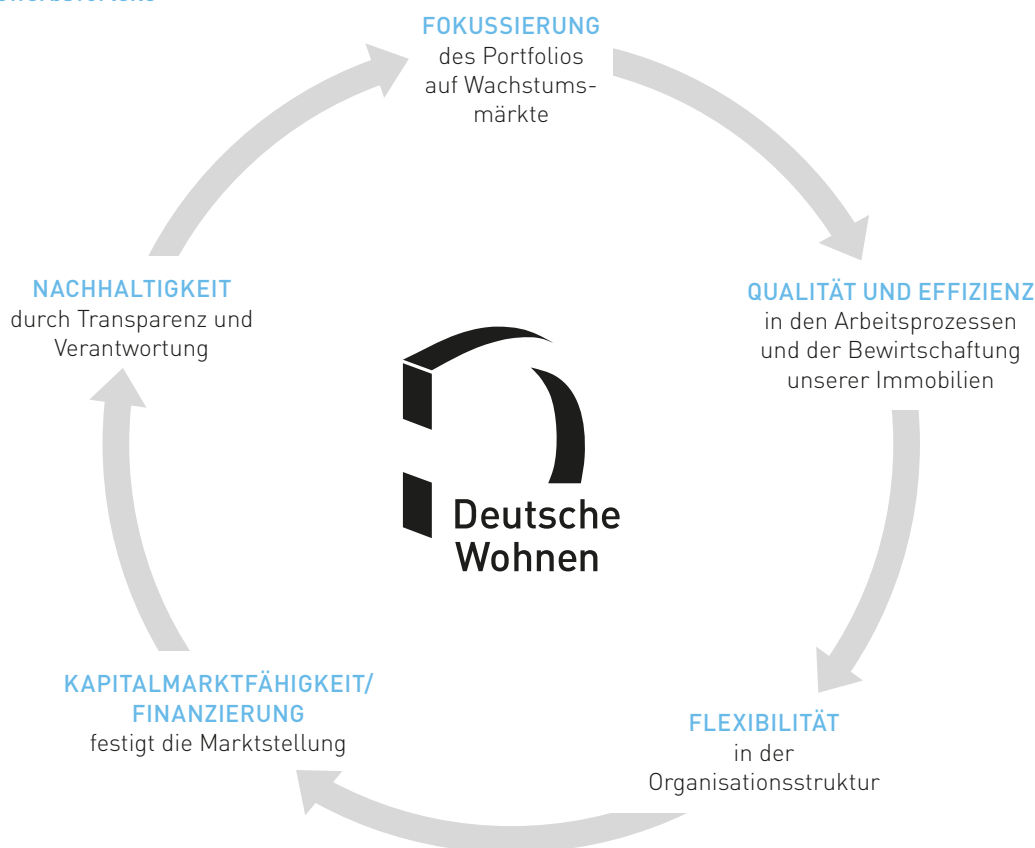 FOKUSSIERUNG
des Portfolios
auf Wachstums-
märkte
QUALITÄT UND EFFIZIENZ
in den Arbeitsprozessen
und der Bewirtschaftung
unserer Immobilien
FLEXIBILITÄT
in der
Organisationsstruktur
KAPITALMARKTFÄHIGKEIT/
FINANZIERUNG
festigt die Marktstellung
NACHHALTIGKEIT
durch Transparenz und
Verantwortung
Deutsche
Wohnen